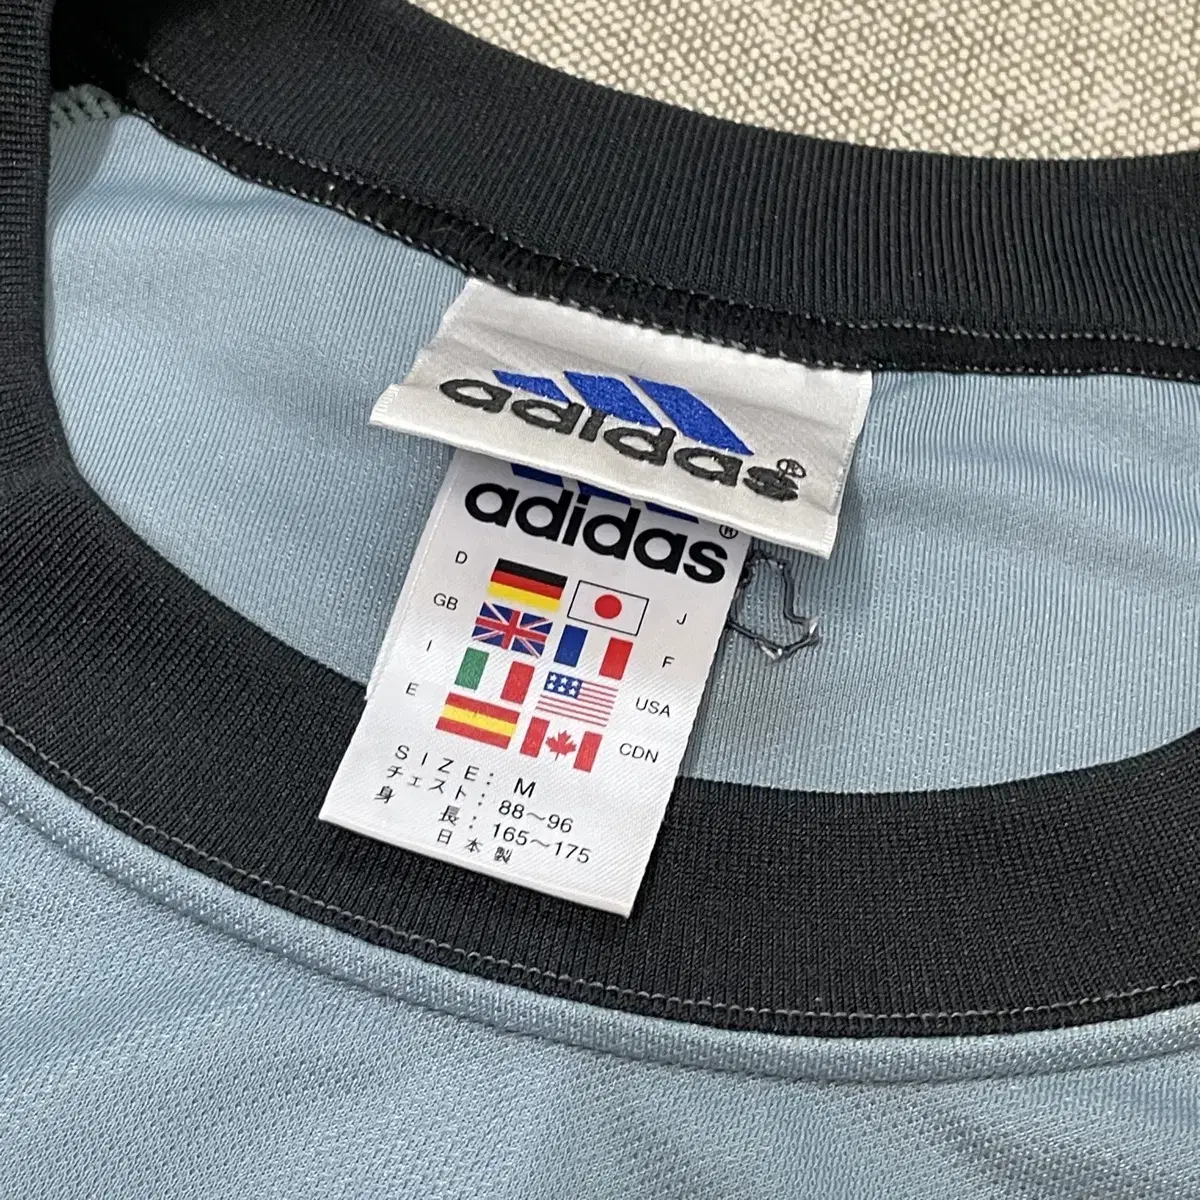 adidas®
adidas®
D J
GB F
I USA
E CDN
SIZE: M
チェスト: 88～96
身長: 165～175
日本製